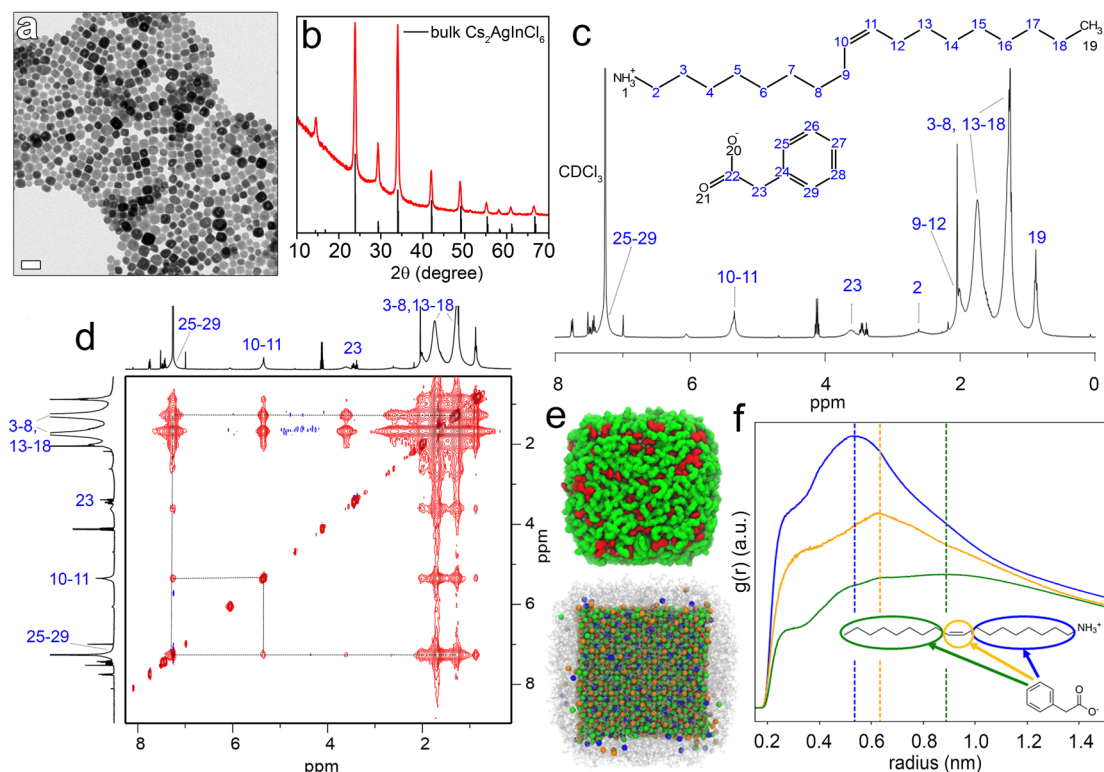 a
b
bulk Cs2AgInCl6
10 20 30 40 50 60 70
2θ (degree)
c
11 13 15 17 CH3
10 12 14 16 18 19
NH3+ 3 5 7 9
1 2 4 6 8
O- 25 26
20 27
24
22 28
O 23 29
21
CDCl3
25-29
10-11
23
2
9-12
3-8, 13-18
19
8 6 4 2 0
ppm
d
25-29
10-11
23
3-8,13-18
3-8,
13-18
23
10-11
25-29
2
4
6
8
ppm
8 6 4 2
ppm
e
f
g(r) (a.u.)
NH3+
O
O-
0.2 0.4 0.6 0.8 1.0 1.2 1.4
radius (nm)